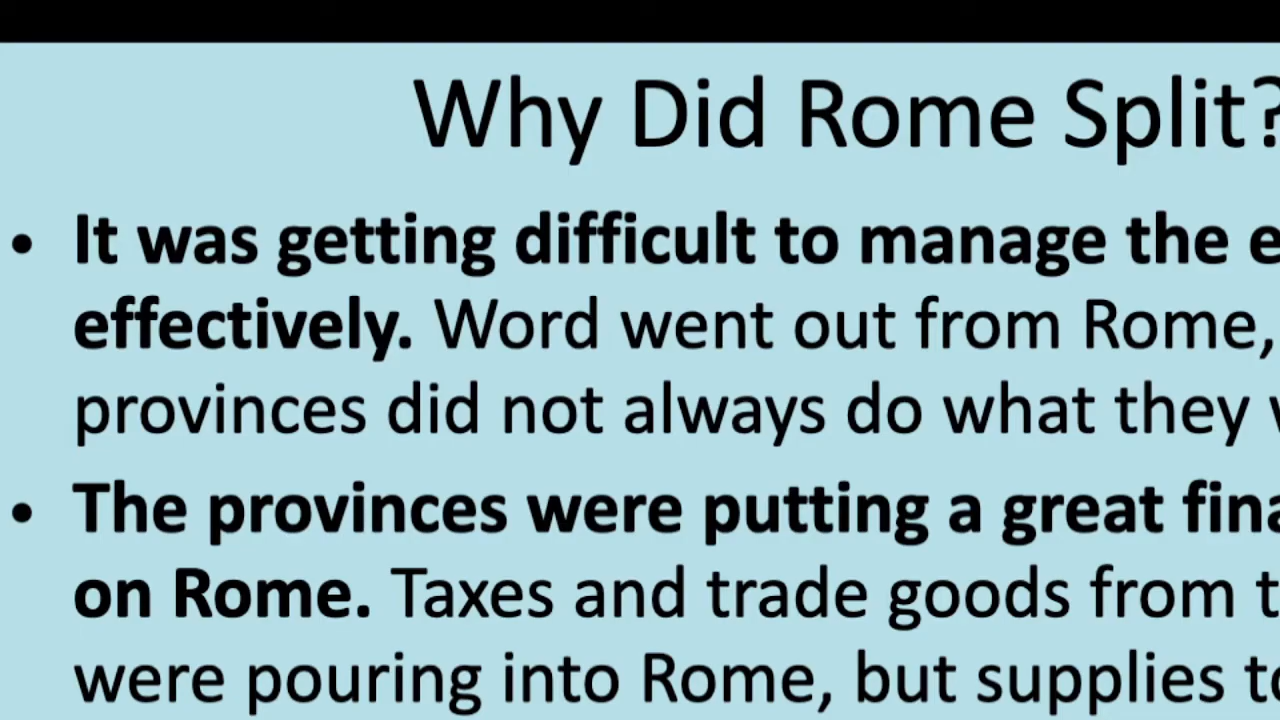 Why Did Rome Split?
• It was getting difficult to manage the
effectively. Word went out from Rome,
provinces did not always do what they
• The provinces were putting a great
on Rome. Taxes and trade goods from
were pouring into Rome, but supplies